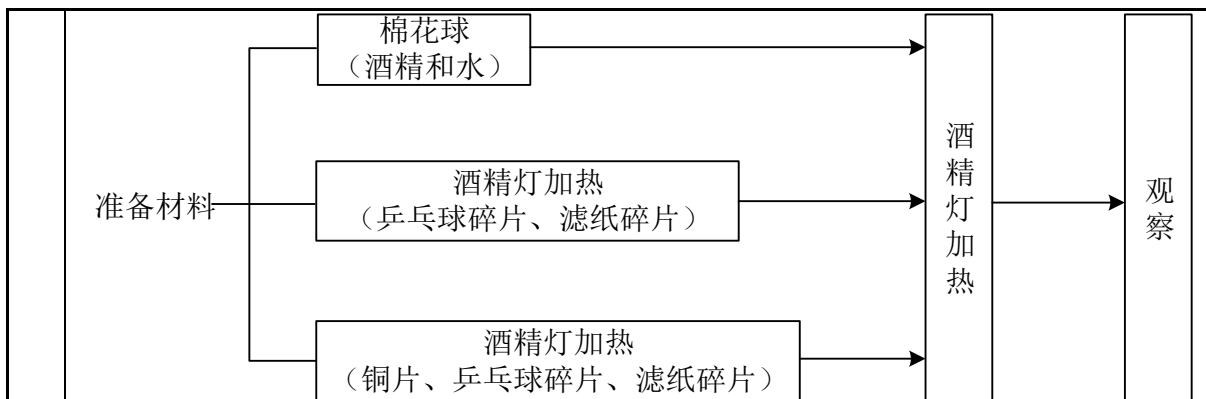 棉花球
（酒精和水）
准备材料
酒精灯加热
（乒乓球碎片、滤纸碎片）
酒精灯加热
（铜片、乒乓球碎片、滤纸碎片）
酒精灯加热
观察